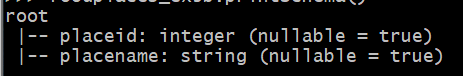 root
 |-- placeid: integer (nullable = true)
 |-- placename: string (nullable = true)